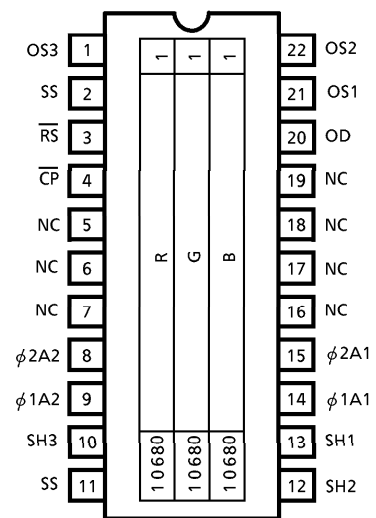 OS3 1 1 1 1 22 OS2
SS 2 21 OS1
R̅S̅ 3 20 OD
C̅P̅ 4 19 NC
NC 5 18 NC
NC 6 R G B 17 NC
NC 7 16 NC
ϕ2A2 8 15 ϕ2A1
ϕ1A2 9 14 ϕ1A1
SH3 10 10680 10680 10680 13 SH1
SS 11 12 SH2